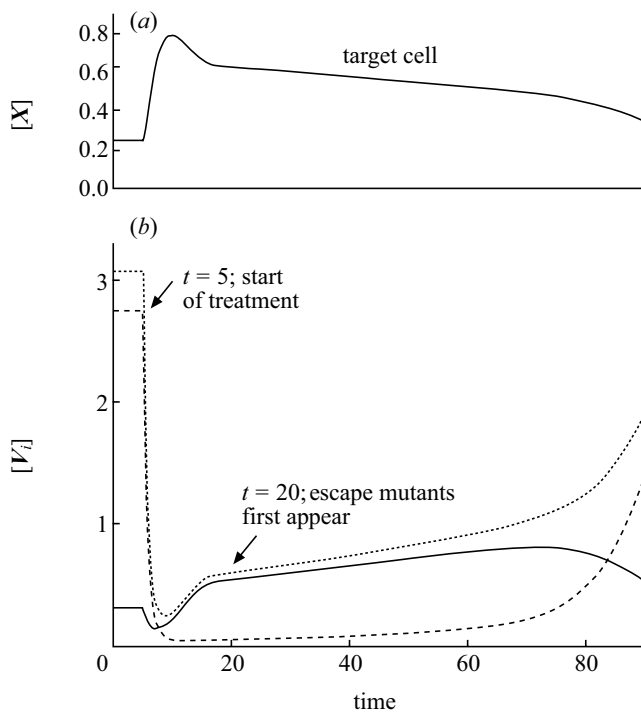 (a)
0.8
0.6
0.4
0.2
0.0
[X]
target cell
(b)
3
2
1
[Vi]
t = 5; start
of treatment
t = 20; escape mutants
first appear
0
20
40
60
80
time